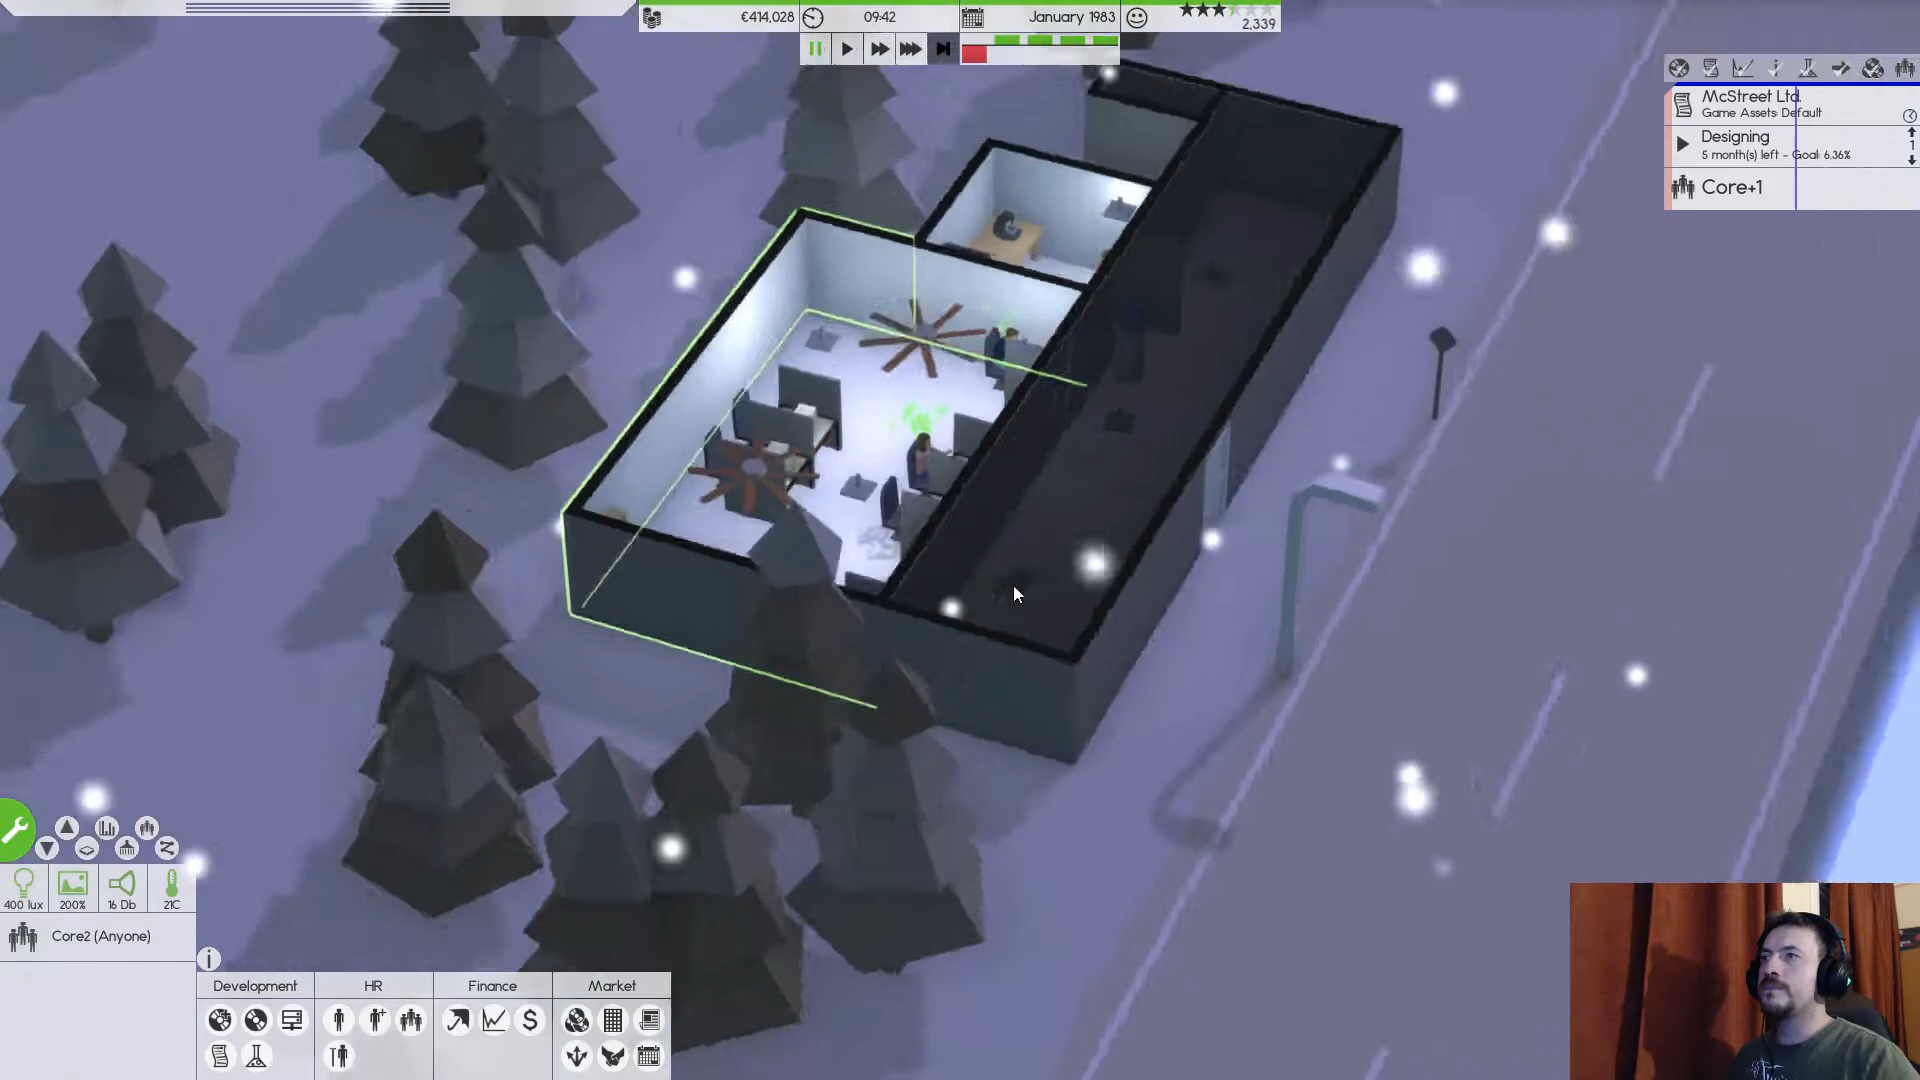 €414,028
09:42
January 1983
2,339
McStreet Ltd.
Game Assets: Default
Designing
5 month(s) left - Goal: 6.36%
1
Core+1
400 lux
200%
16 Db
21C
Core2 (Anyone)
i
Development
HR
Finance
Market